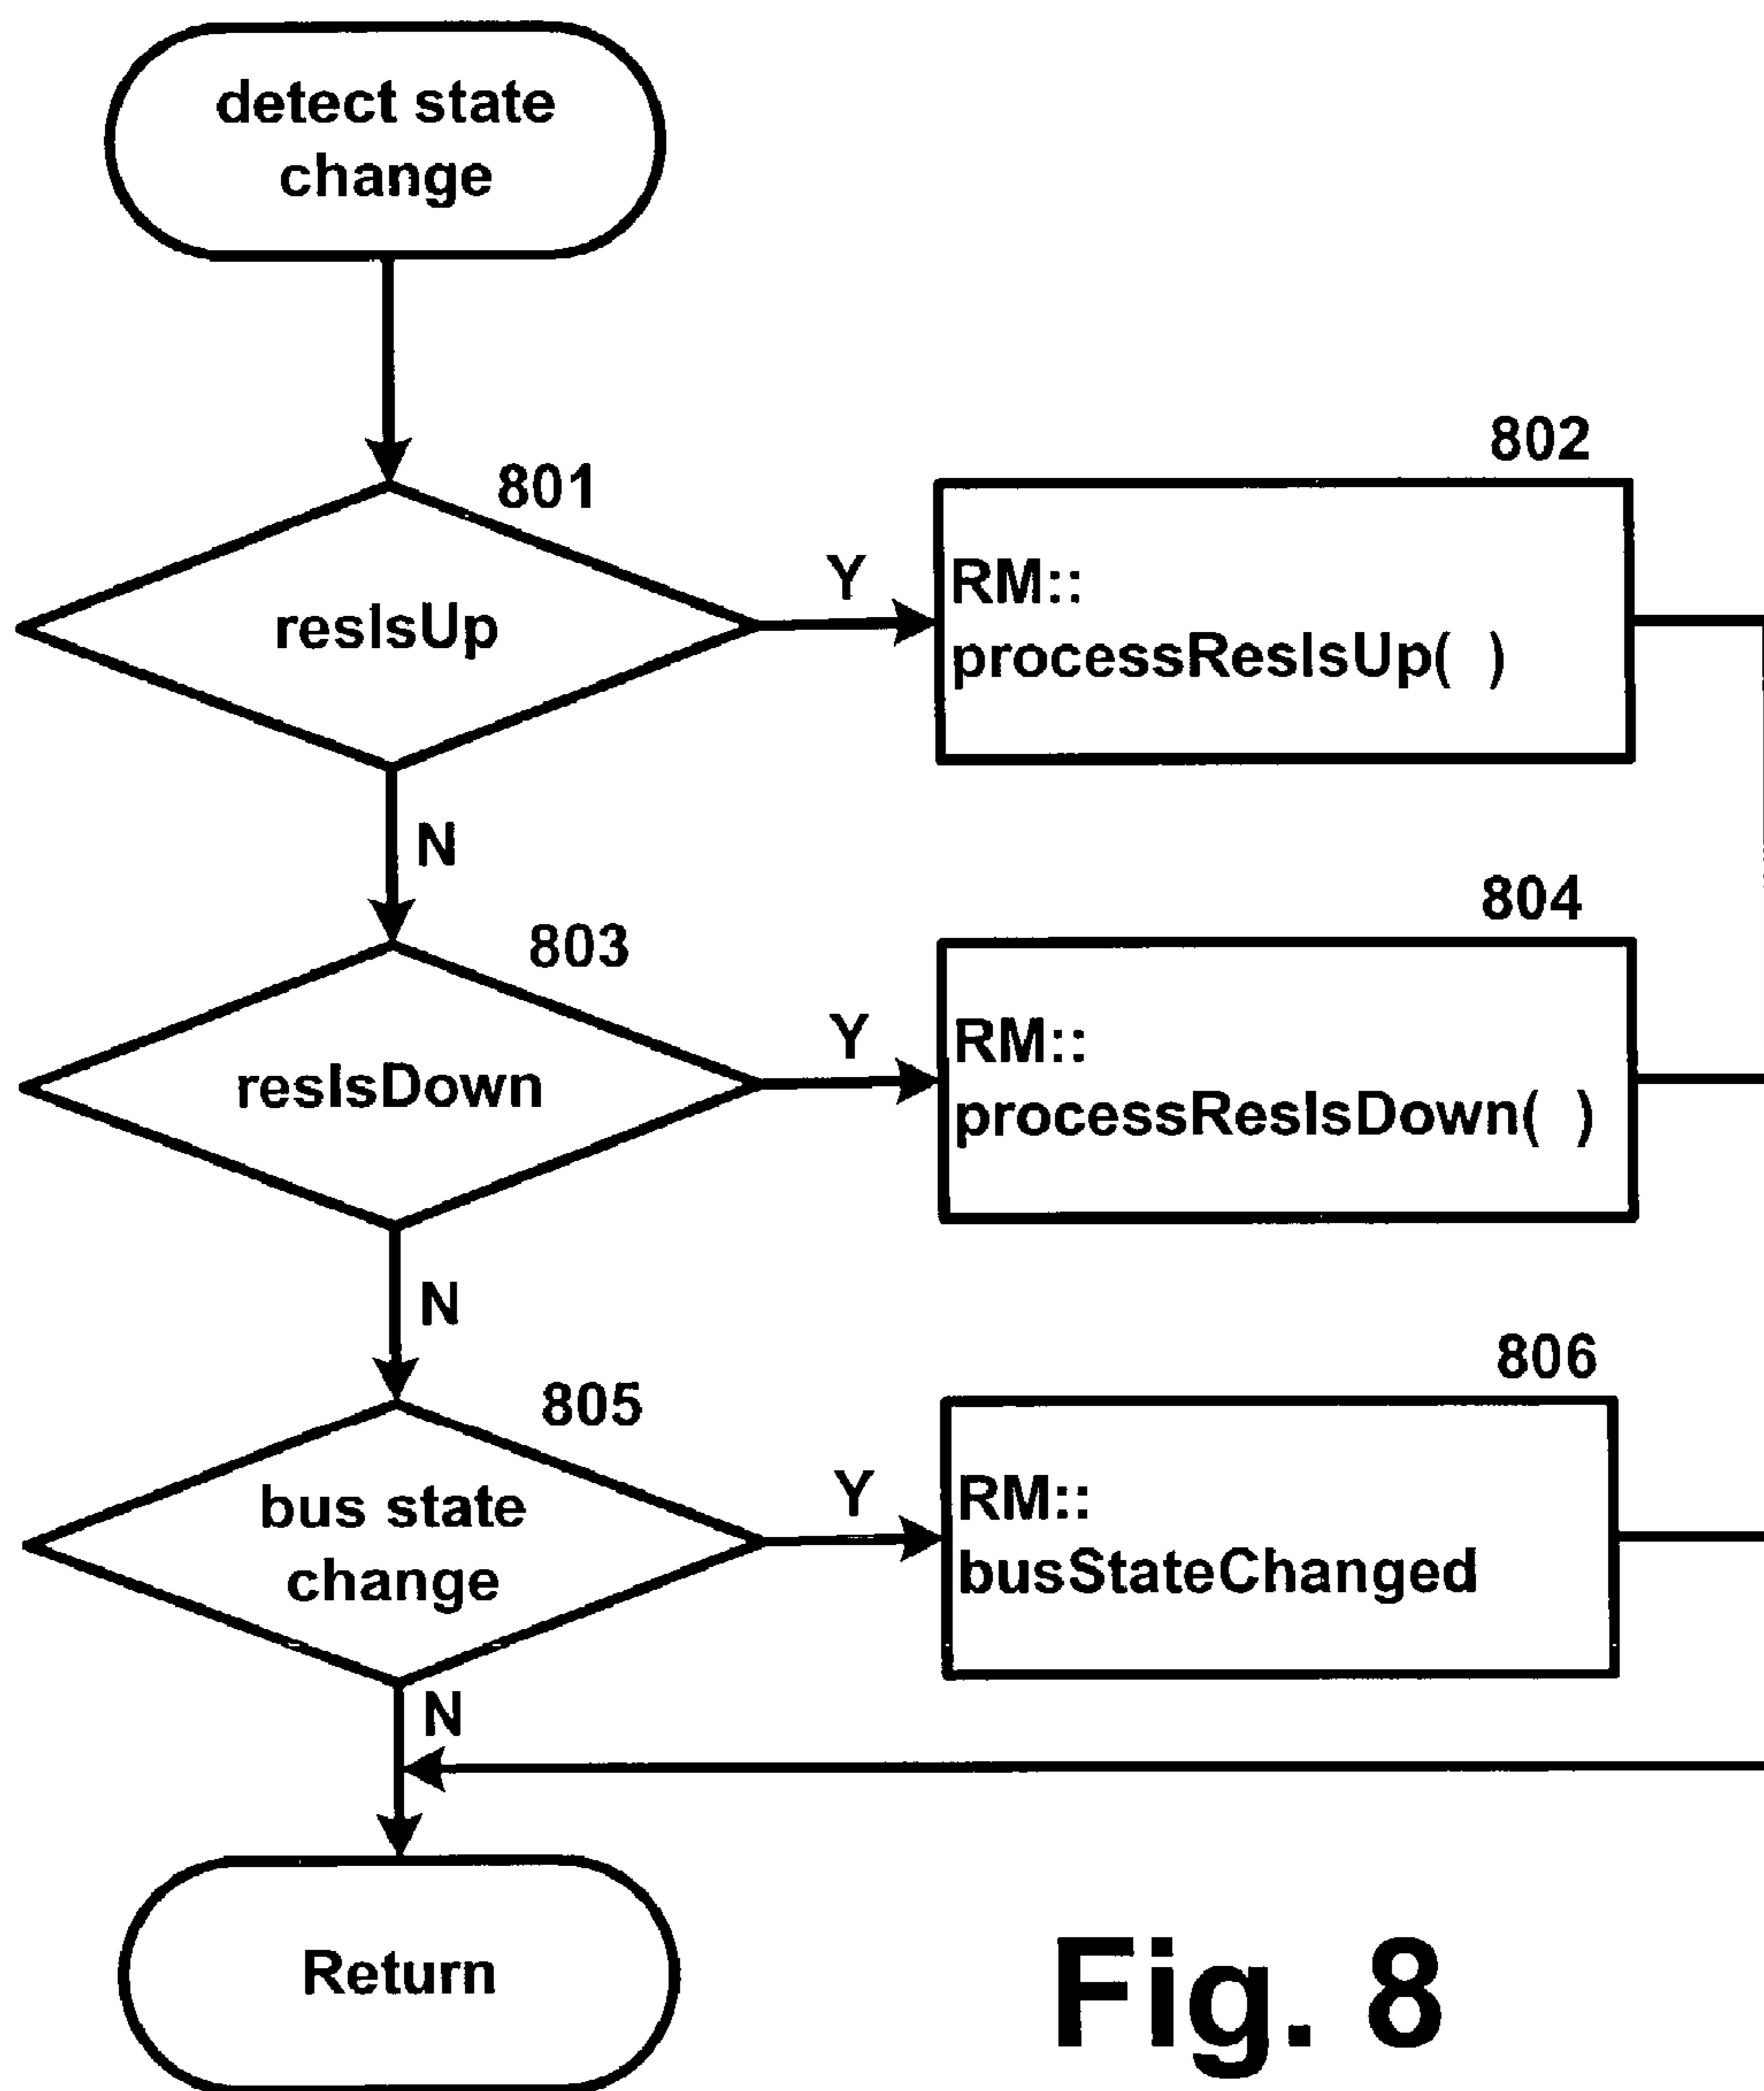 detect state
change
801
resIsUp
Y
802
RM::
processResIsUp(  )
N
803
resIsDown
Y
804
RM::
processResIsDown(  )
N
805
bus state
change
Y
806
RM::
busStateChanged
N
Return
Fig. 8